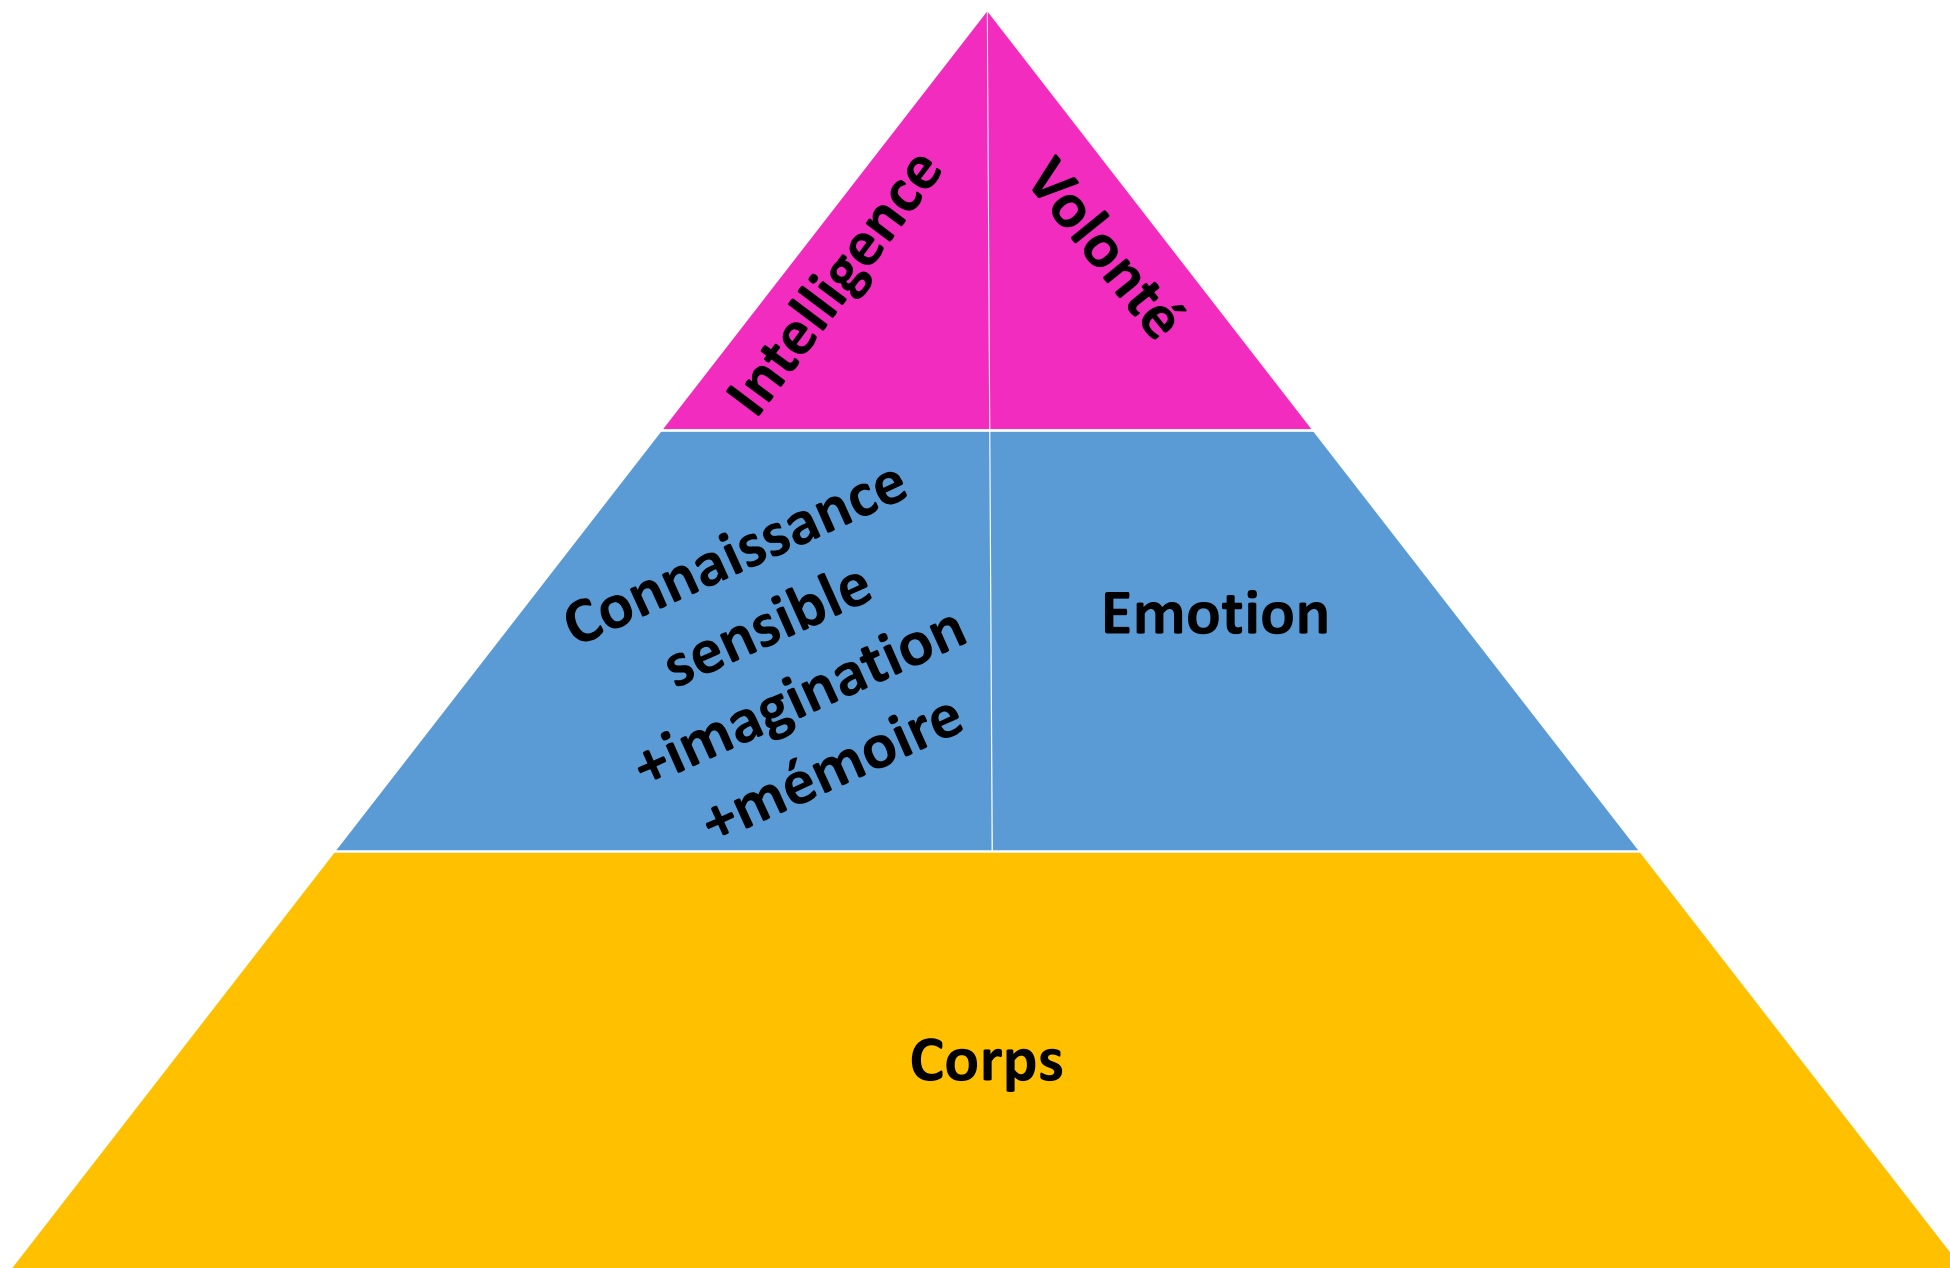 Intelligence
Volonté
Connaissance
sensible
+imagination
+mémoire
Emotion
Corps